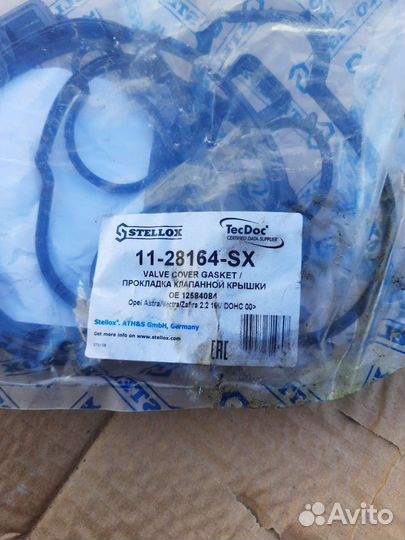 STELLOX
TecDoc
CERTIFIED DATA SUPPLIER
11-28164-SX
VALVE COVER GASKET /
ПРОКЛАДКА КЛАПАННОЙ КРЫШКИ
OE 12584084
Opel Astra/Vectra/Zafira 2.2 16V DOHC 00>
Stellox, ATH&S GmbH, Germany
Get more info on www.stellox.com
EAC
Avito